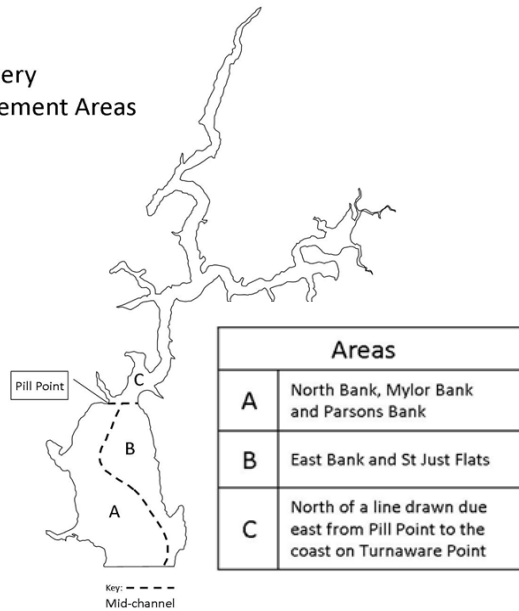 ery
ement Areas
Pill Point
C
B
A
Key:
Mid-channel
Areas
A
North Bank, Mylor Bank
and Parsons Bank
B
East Bank and St Just Flats
C
North of a line drawn due
east from Pill Point to the
coast on Turnaware Point